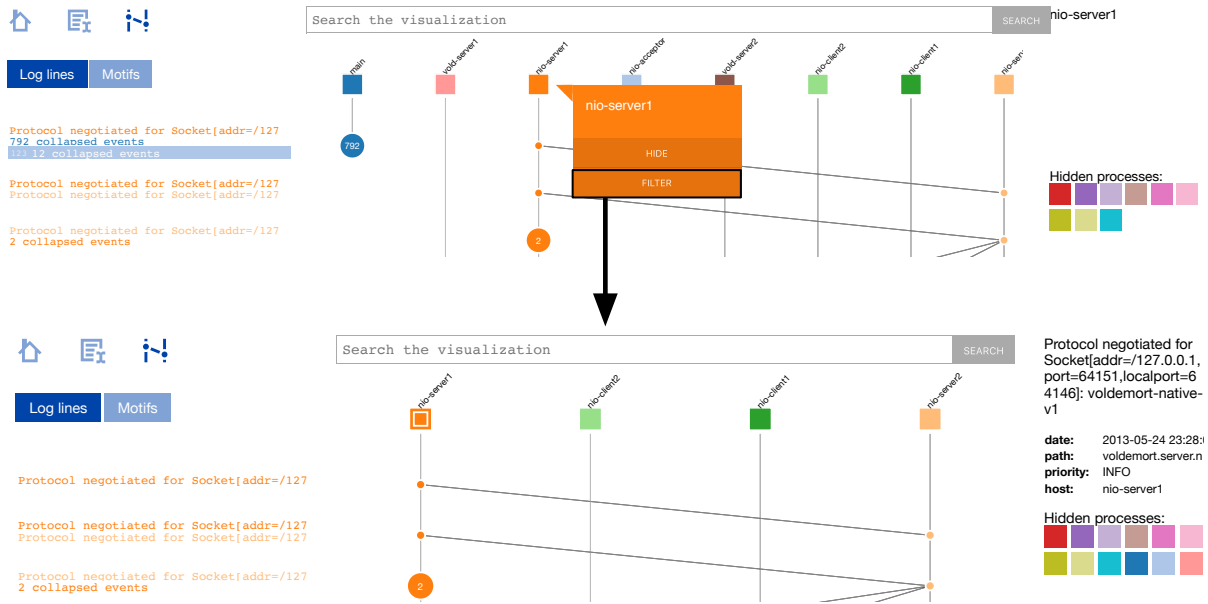 Search the visualization
SEARCH
nio-server1
Log lines
Motifs
main
vold-server1
nio-server1
nio-acceptor
vold-server2
nio-client2
nio-client1
nio-ser
nio-server1
HIDE
FILTER
Protocol negotiated for Socket[addr=/127
792 collapsed events
123 12 collapsed events
Protocol negotiated for Socket[addr=/127
Protocol negotiated for Socket[addr=/127
Protocol negotiated for Socket[addr=/127
2 collapsed events
792
2
Hidden processes:
Search the visualization
SEARCH
Log lines
Motifs
nio-server1
nio-client2
nio-client1
nio-server2
Protocol negotiated for Socket[addr=/127
Protocol negotiated for Socket[addr=/127
Protocol negotiated for Socket[addr=/127
Protocol negotiated for Socket[addr=/127
2 collapsed events
2
Protocol negotiated for
Socket[addr=/127.0.0.1,
port=64151,localport=6
4146]: voldemort-native-
v1
date: 2013-05-24 23:28:
path: voldemort.server.n
priority: INFO
host: nio-server1
Hidden processes: